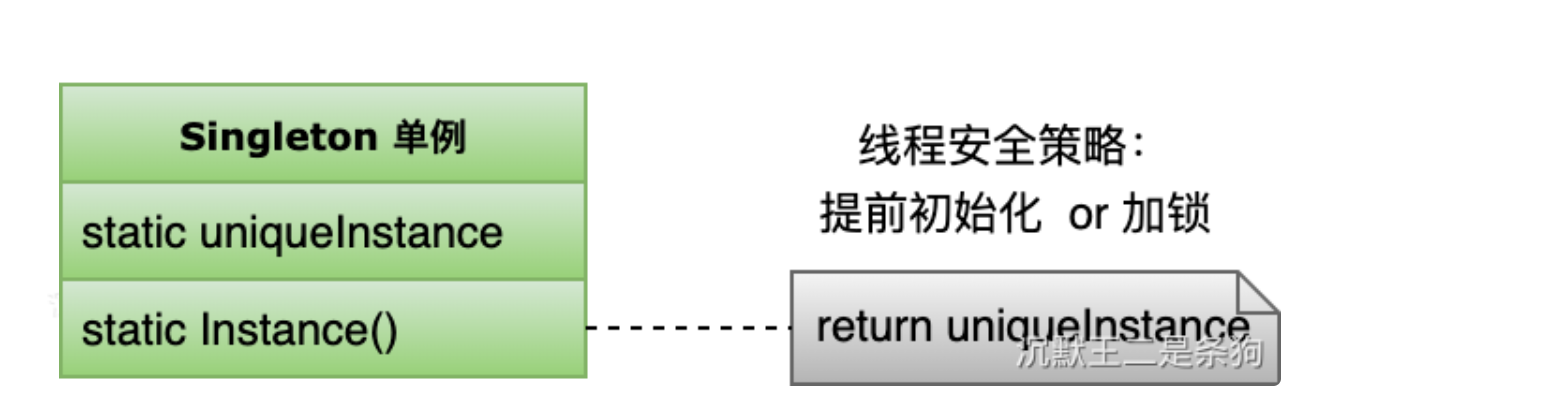 Singleton 单例
static uniqueInstance
static Instance()
线程安全策略：
提前初始化 or 加锁
return uniqueInstance
沉默王二是条狗